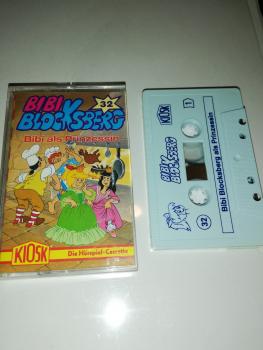 BIBI
BLOCKSBERG
32
Bibi als Prinzessin
KIOSK
Die Hörspiel-Cassette
KIOSK
1
BIBI
BLOCKSBERG
Bibi Blocksberg als Prinzessin
32